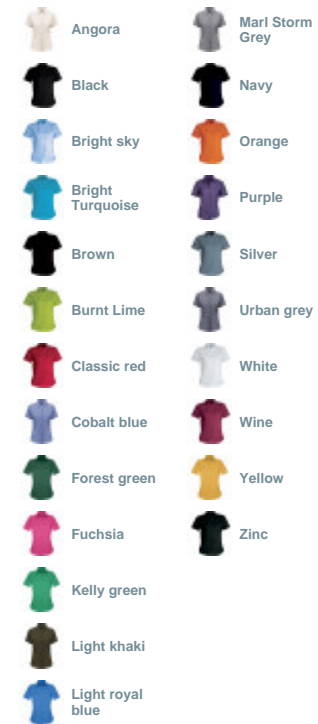 Angora
Black
Bright sky
Bright
Turquoise
Brown
Burnt Lime
Classic red
Cobalt blue
Forest green
Fuchsia
Kelly green
Light khaki
Light royal
blue
Marl Storm
Grey
Navy
Orange
Purple
Silver
Urban grey
White
Wine
Yellow
Zinc